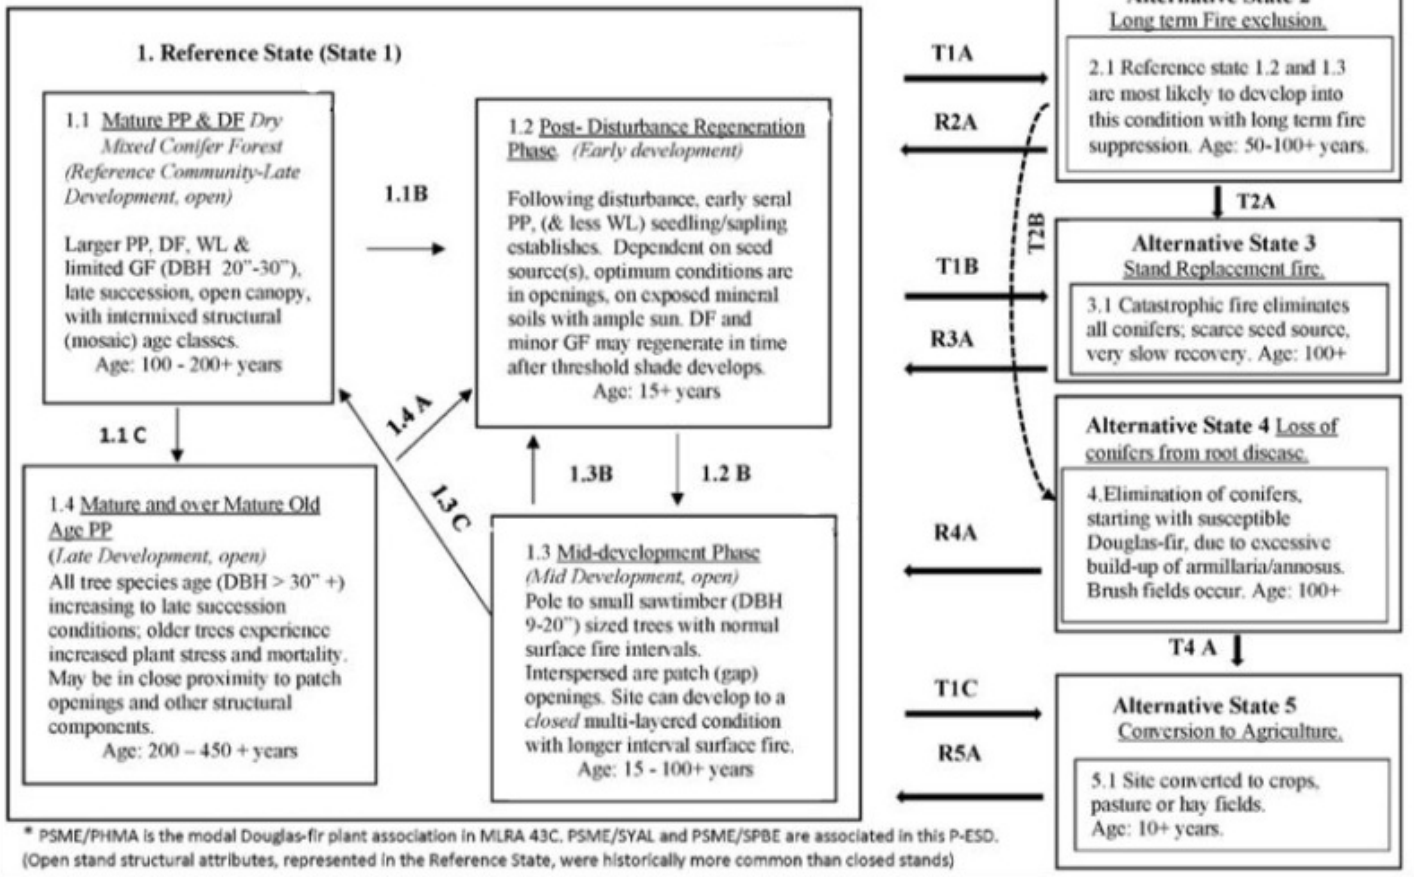 1. Reference State (State 1)
1.1 Mature PP & DF Dry
Mixed Conifer Forest
(Reference Community-Late
Development, open)
Larger PP, DF, WL &
limited GF (DBH 20"-30"),
late succession, open canopy,
with intermixed structural
(mosaic) age classes.
Age: 100 - 200+ years
1.1B
1.2 Post- Disturbance Regeneration
Phase (Early development)
Following disturbance, early seral
PP, (& less WL) seedling/sapling
establishes. Dependent on seed
source(s), optimum conditions are
in openings, on exposed mineral
soils with ample sun. DF and
minor GF may regenerate in time
after threshold shade develops.
Age: 15+ years
1.1 C
1.4 A
1.3 C
1.3B
1.2 B
1.4 Mature and over Mature Old
Age PP
(Late Development, open)
All tree species age (DBH > 30" +)
increasing to late succession
conditions; older trees experience
increased plant stress and mortality.
May be in close proximity to patch
openings and other structural
components.
Age: 200 – 450 + years
1.3 Mid-development Phase
(Mid Development, open)
Pole to small sawtimber (DBH
9-20") sized trees with normal
surface fire intervals.
Interspersed are patch (gap)
openings. Site can develop to a
closed multi-layered condition
with longer interval surface fire.
Age: 15 - 100+ years
T1A
R2A
T1B
R3A
R4A
T1C
R5A
T2B
Alternative State 2
Long term Fire exclusion.
2.1 Reference state 1.2 and 1.3
are most likely to develop into
this condition with long term fire
suppression. Age: 50-100+ years.
T2A
Alternative State 3
Stand Replacement fire.
3.1 Catastrophic fire eliminates
all conifers; scarce seed source,
very slow recovery. Age: 100+
Alternative State 4 Loss of
conifers from root disease.
4.Elimination of conifers,
starting with susceptible
Douglas-fir, due to excessive
build-up of armillaria/annosus.
Brush fields occur. Age: 100+
T4 A
Alternative State 5
Conversion to Agriculture.
5.1 Site converted to crops,
pasture or hay fields.
Age: 10+ years.
* PSME/PHMA is the modal Douglas-fir plant association in MLRA 43C. PSME/SYAL and PSME/SPBE are associated in this P-ESD.
(Open stand structural attributes, represented in the Reference State, were historically more common than closed stands)